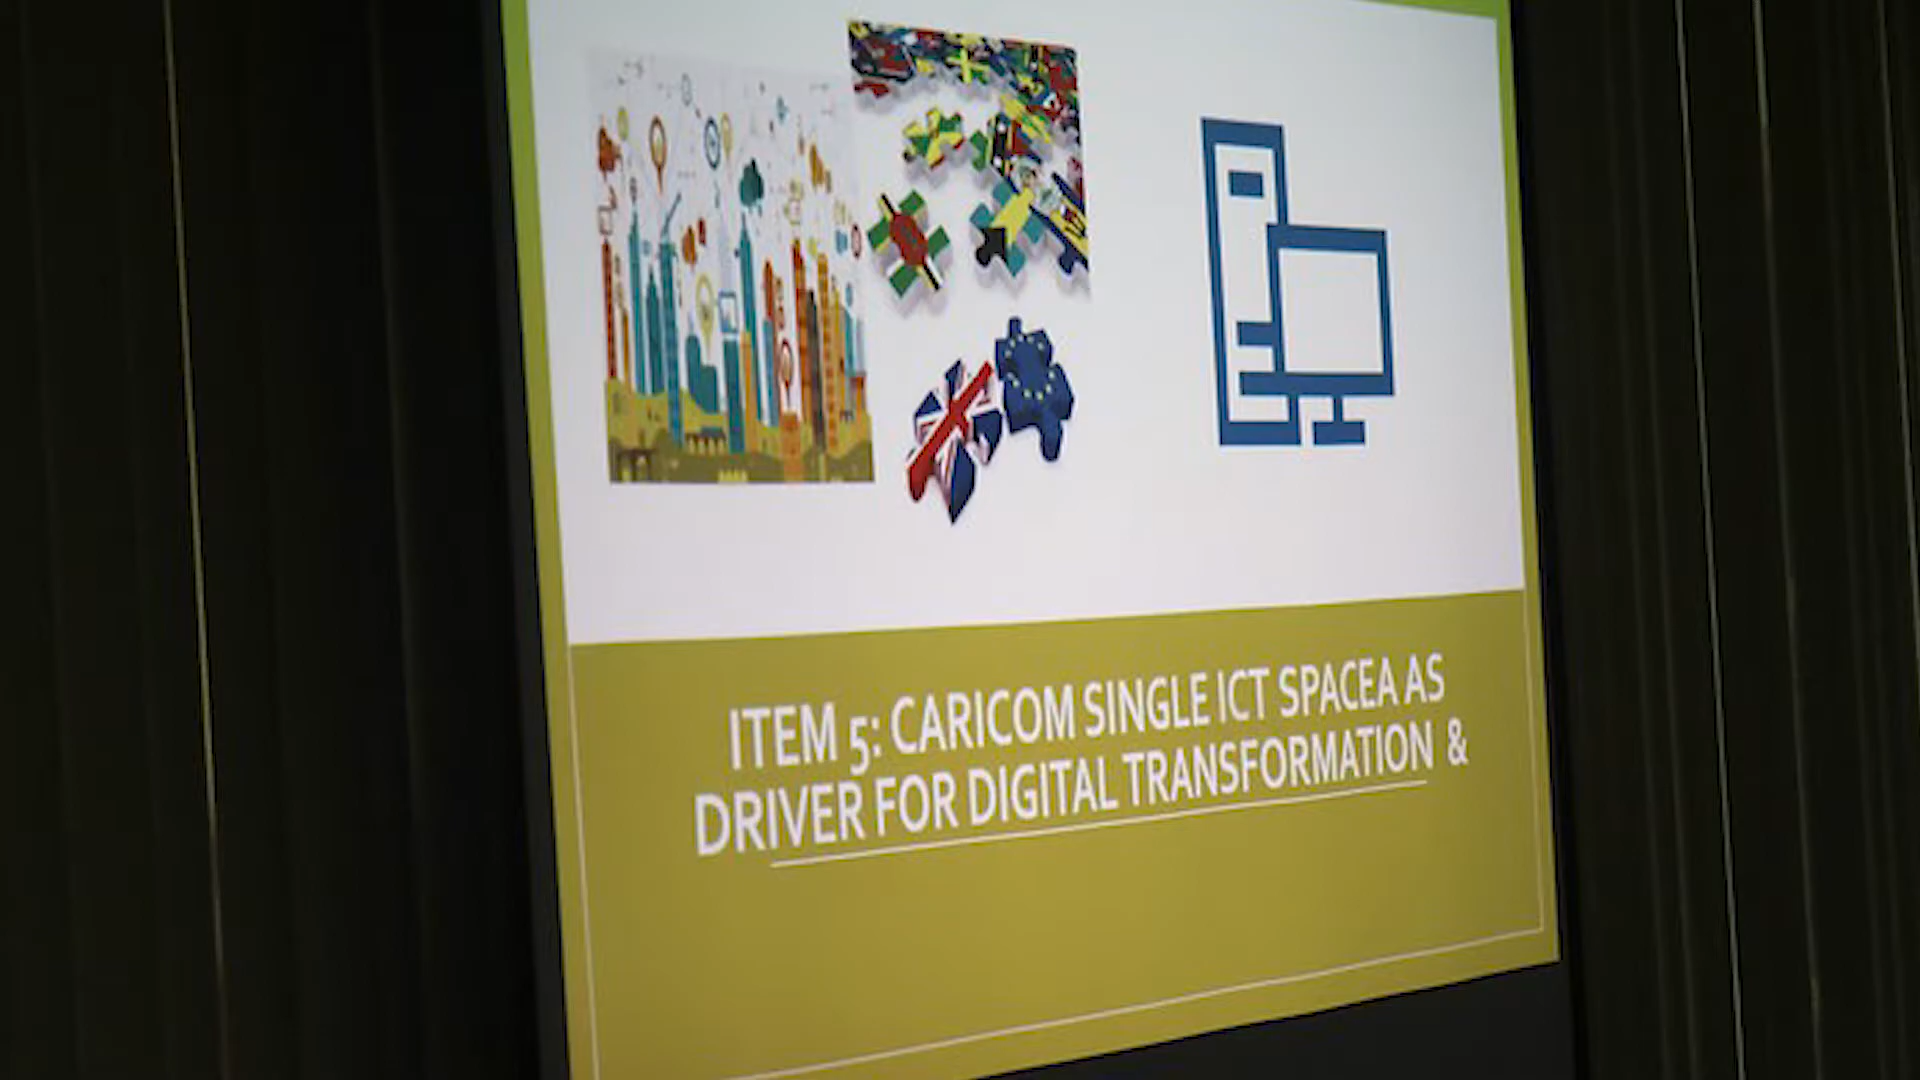 ITEM 5: CARICOM SINGLE ICT SPACEA AS
DRIVER FOR DIGITAL TRANSFORMATION &